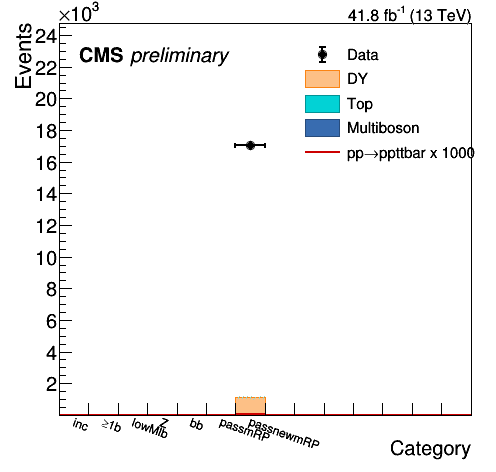 ×10³
41.8 fb⁻¹ (13 TeV)
Events
CMS preliminary
Data
DY
Top
Multiboson
pp→ppttbar x 1000
24
22
20
18
16
14
12
10
8
6
4
2
inc
≥1b
lowMlb
Z
bb
passmRP
passnewmRP
Category